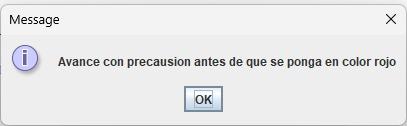 Message
Avance con precausion antes de que se ponga en color rojo
OK